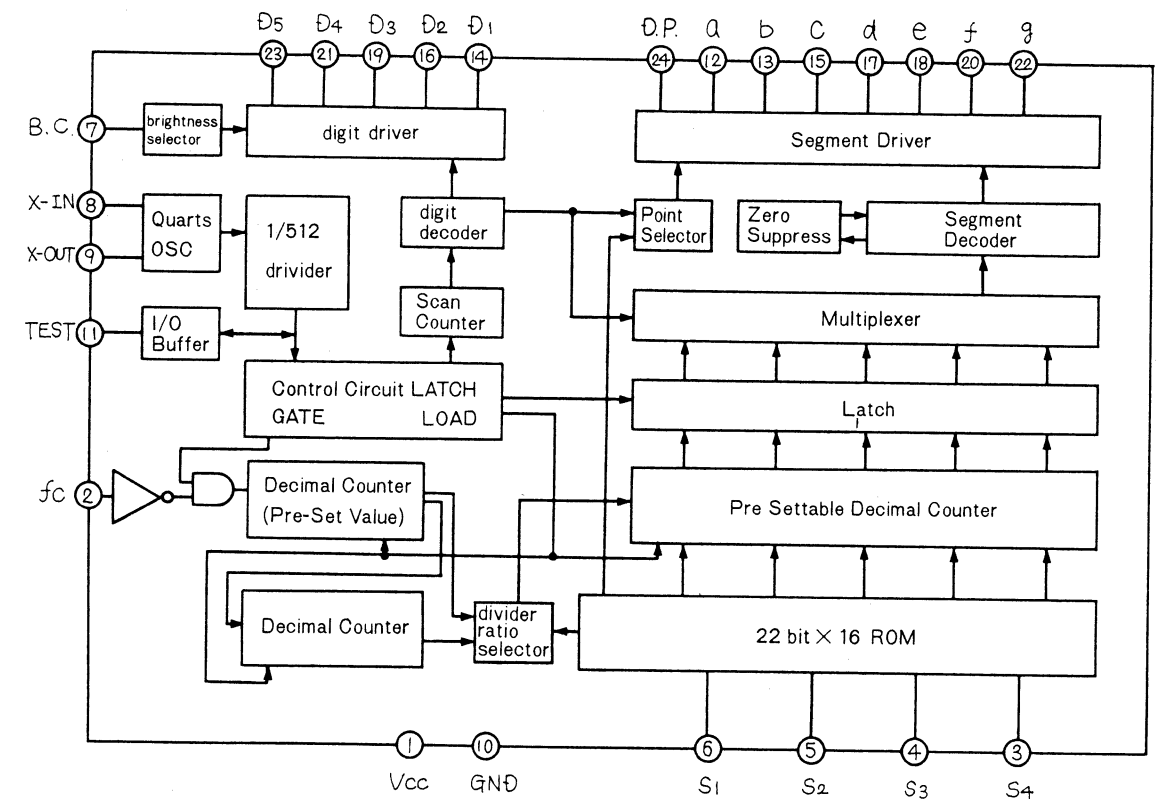 D5 D4 D3 D2 D1 D.P. a b c d e f g
23 21 19 16 14 24 12 13 15 17 18 20 22
B.C. 7
brightness
selector
digit driver
Segment Driver
X-IN 8
X-OUT 9
Quarts
OSC
1/512
drivider
digit
decoder
Point
Selector
Zero
Suppress
Segment
Decoder
TEST 11
I/O
Buffer
Scan
Counter
Multiplexer
Control Circuit LATCH
GATE LOAD
Latch
fc 2
Decimal Counter
(Pre-Set Value)
Pre Settable Decimal Counter
Decimal Counter
divider
ratio
selector
22 bit × 16 ROM
1 10 6 5 4 3
Vcc GND S1 S2 S3 S4